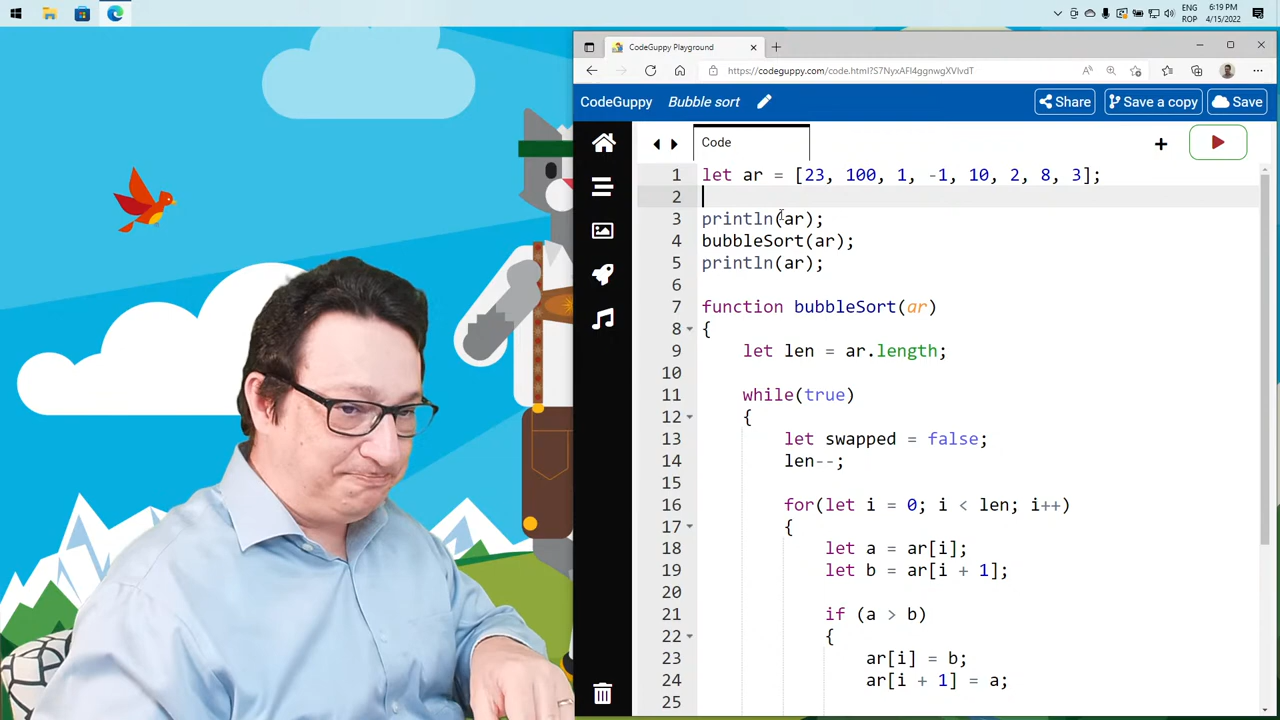 ENG
6:19 PM
ROP
4/15/2022
CodeGuppy Playground
https://codeguppy.com/code.html?S7NyxAFI4ggnwgXVlvdT
CodeGuppy
Bubble sort
Share
Save a copy
Save
Code
1 let ar = [23, 100, 1, -1, 10, 2, 8, 3];
2
3 println(ar);
4 bubbleSort(ar);
5 println(ar);
6
7 function bubbleSort(ar)
8 {
9 let len = ar.length;
10
11 while(true)
12 {
13 let swapped = false;
14 len--;
15
16 for(let i = 0; i < len; i++)
17 {
18 let a = ar[i];
19 let b = ar[i + 1];
20
21 if (a > b)
22 {
23 ar[i] = b;
24 ar[i + 1] = a;
25